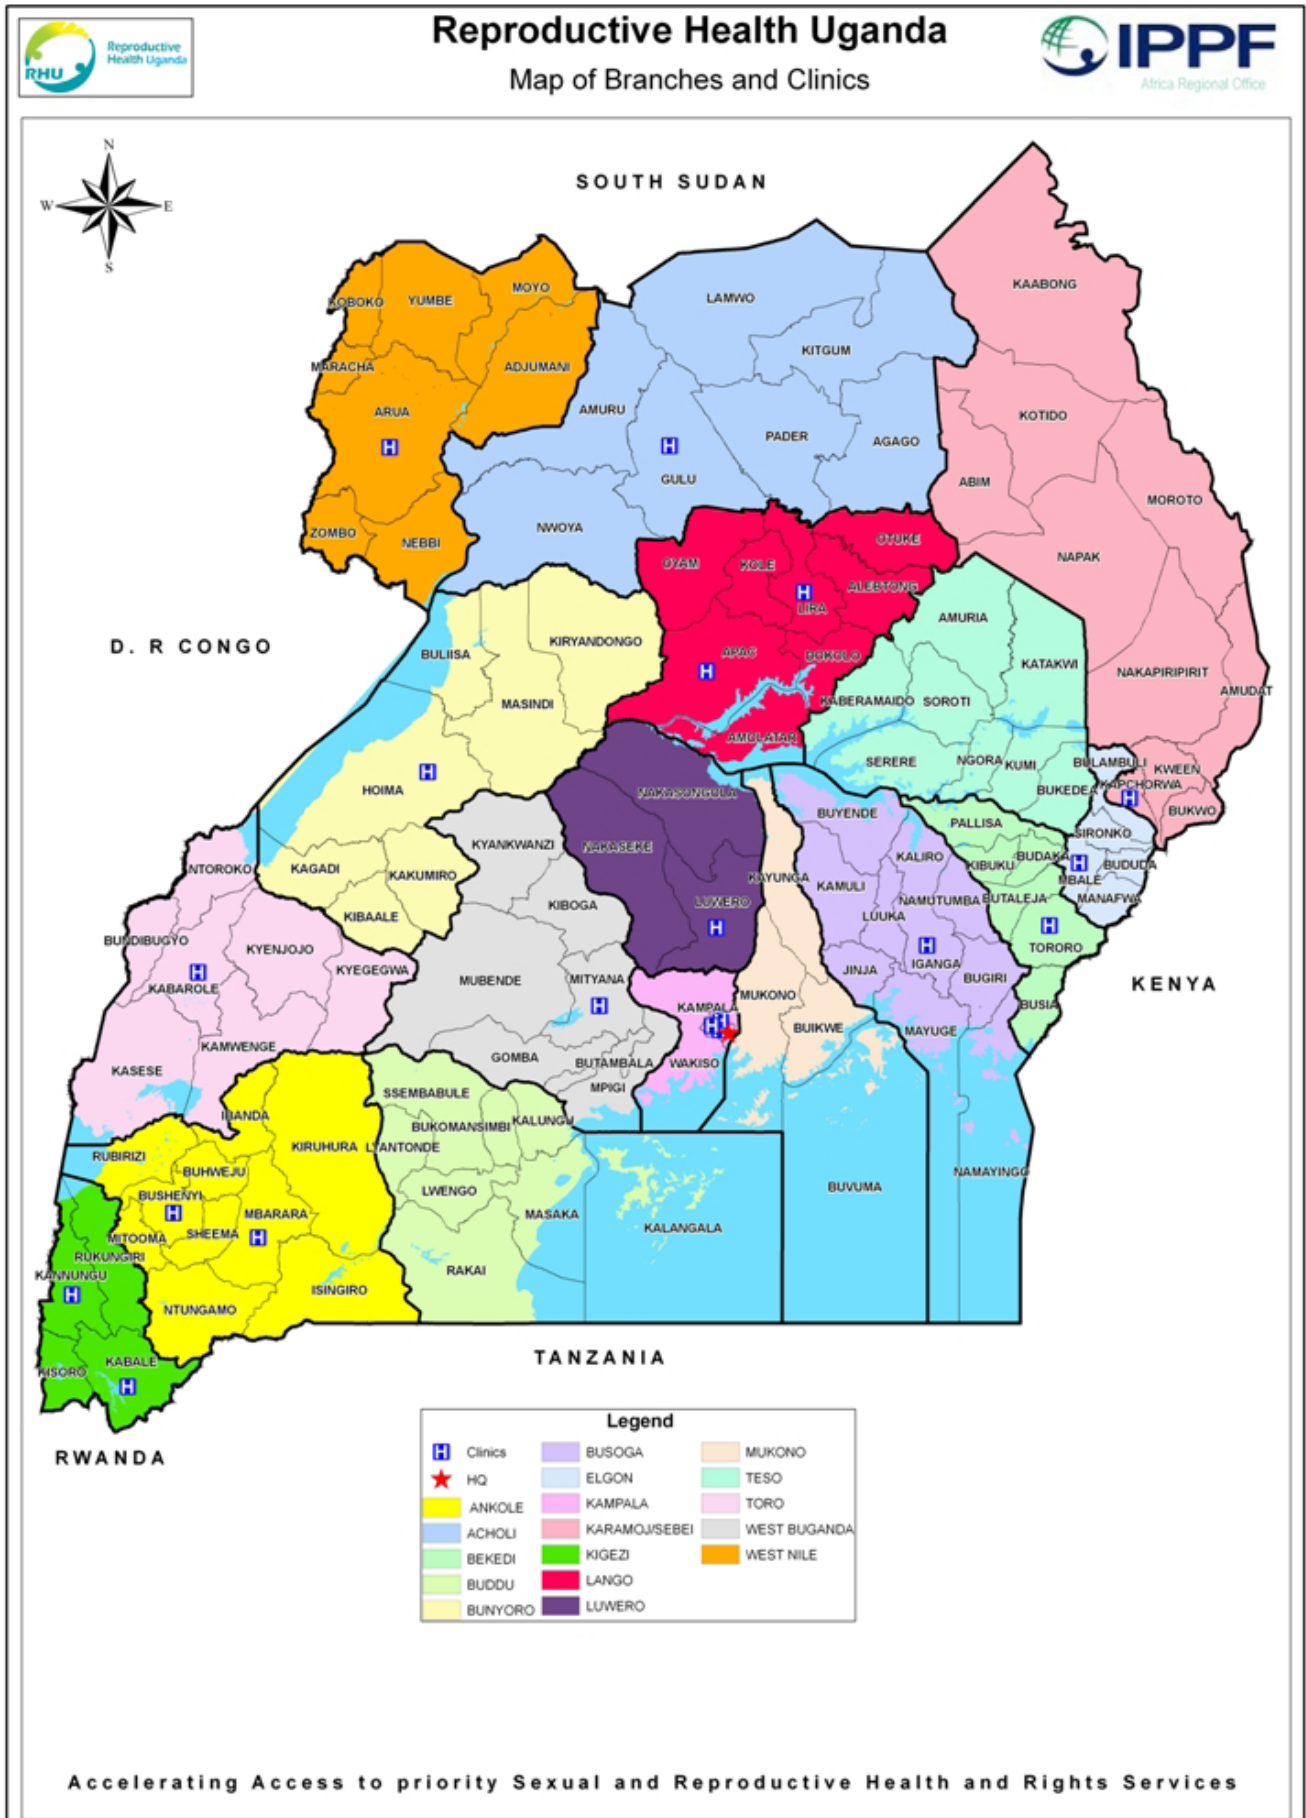 Reproductive Health Uganda
Map of Branches and Clinics
RHU
Reproductive
Health Uganda
IPPF
Africa Regional Office
N
W
E
S
SOUTH SUDAN
D. R CONGO
KENYA
TANZANIA
RWANDA
KAABONG
KOBOKO
YUMBE
MOYO
LAMWO
KITGUM
MARACHA
ADJUMANI
ARUA
AMURU
PADER
AGAGO
KOTIDO
GULU
ABIM
MOROTO
ZOMBO
NEBBI
NWOYA
OTUKE
NAPAK
OYAM
KOLE
ALEBTONG
LIRA
AMURIA
BULIISA
KIRYANDONGO
APAC
DOKOLO
KATAKWI
NAKAPIRIPIRIT
AMUDAT
MASINDI
KABERAMAIDO
SOROTI
AMULATAR
SERERE
NGORA
KUMI
BULAMBULI
KWEEN
HOIMA
NAKASONGOLA
BUKEDEA
KAPCHORWA
BUKWO
BUYENDE
PALLISA
SIRONKO
KYANKWANZI
NAKASEKE
KALIRO
KIBUKU
BUDAKA
BUDUDA
NTOROKO
KAGADI
KAKUMIRO
KAYUNGA
KAMULI
MBALE
KIBOGA
LUWERO
NAMUTUMBA
BUTALEJA
MANAFWA
KIBAALE
LUUKA
BUNDIBUGYO
KYENJOJO
TORORO
KYEGEGWA
MUBENDE
MITYANA
JINJA
IGANGA
BUGIRI
KABAROLE
MUKONO
KAMPALA
BUSIA
BUIKWE
MAYUGE
KAMWENGE
GOMBA
BUTAMBALA
WAKISO
KASESE
MPIGI
SSEMBABULE
IBANDA
BUKOMANSIMBI
KALUNGU
KIRUHURA
LYANTONDE
RUBIRIZI
BUHWEJU
NAMAYINGO
BUVUMA
LWENGO
BUSHENYI
MBARARA
MASAKA
KALANGALA
MITOOMA
SHEEMA
RUKUNGIRI
RAKAI
KANNUNGU
ISINGIRO
NTUNGAMO
KABALE
KISORO
Legend
Clinics
HQ
ANKOLE
ACHOLI
BEKEDI
BUDDU
BUNYORO
BUSOGA
ELGON
KAMPALA
KARAMOJ/SEBEI
KIGEZI
LANGO
LUWERO
MUKONO
TESO
TORO
WEST BUGANDA
WEST NILE
Accelerating Access to priority Sexual and Reproductive Health and Rights Services